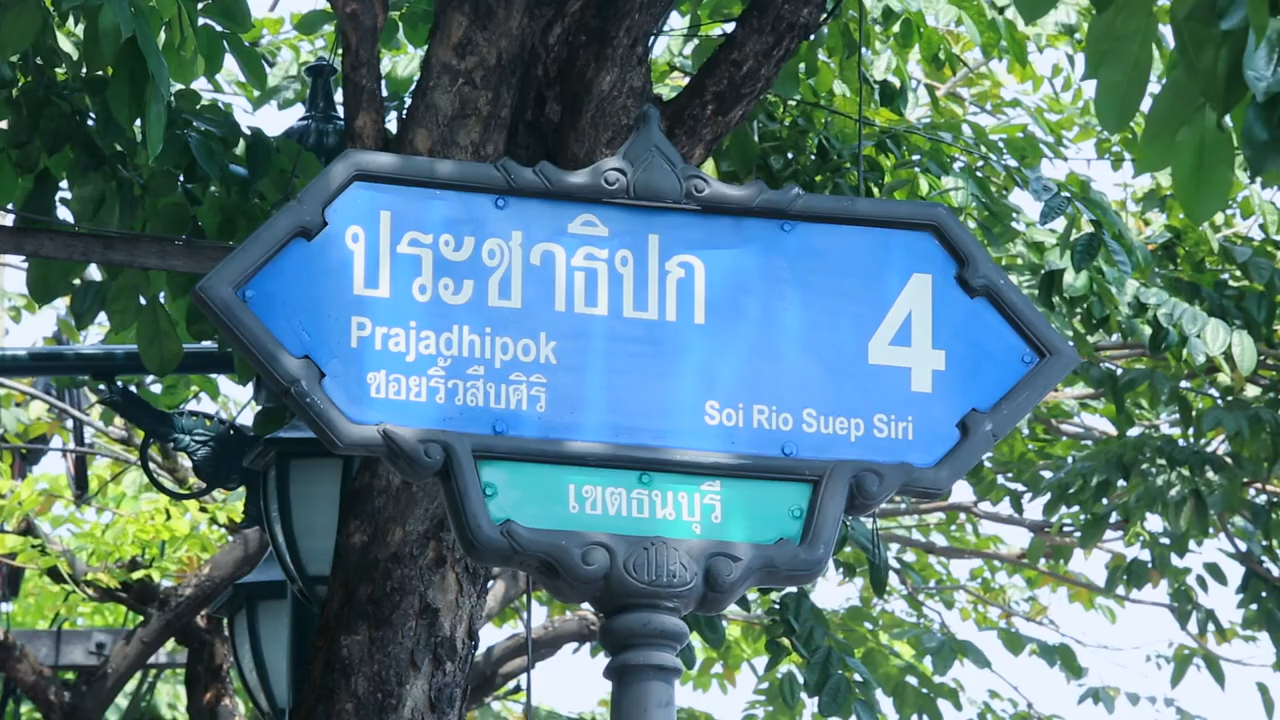 ประชาธิปก 4
Prajadhipok
ซอยริ้วสืบศิริ
Soi Rio Suep Siri
เขตธนบุรี